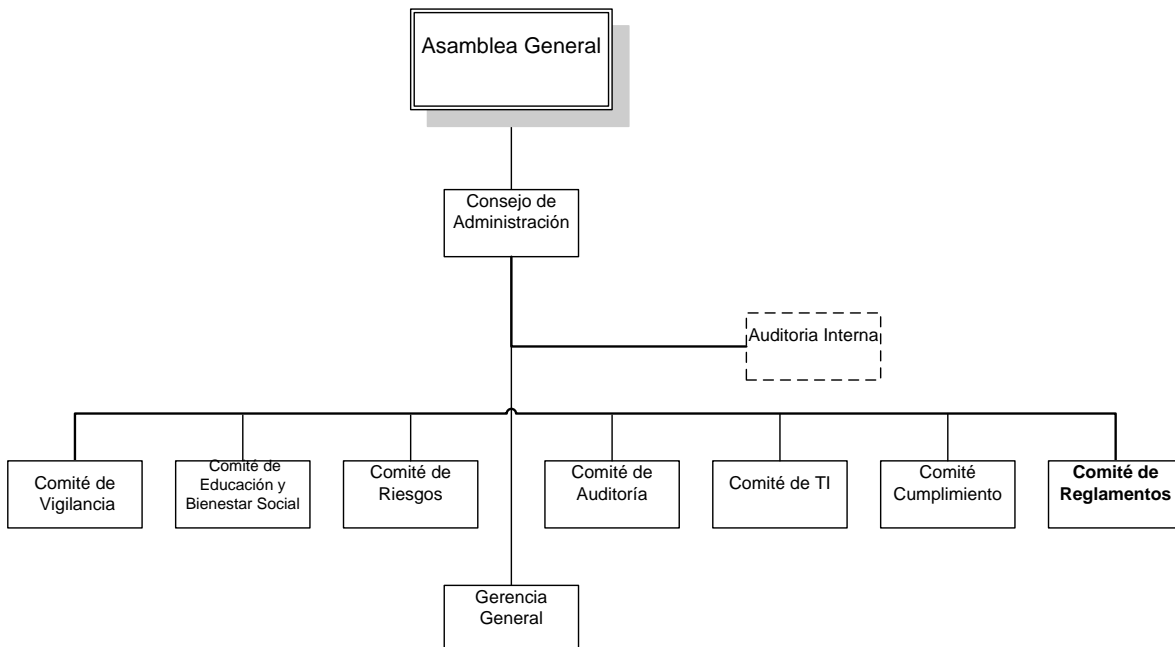 Asamblea General
Consejo de
Administración
Auditoria Interna
Comité de
Vigilancia
Comité de
Educación y
Bienestar Social
Comité de
Riesgos
Comité de
Auditoría
Comité de TI
Comité
Cumplimiento
Comité de
Reglamentos
Gerencia
General